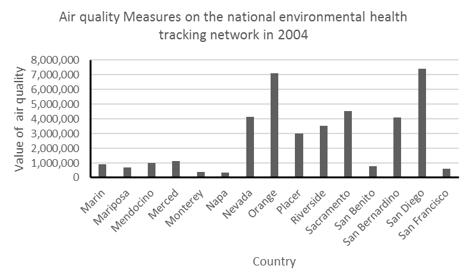 Air quality Measures on the national environmental health
tracking network in 2004
Value of air quality
8,000,000
7,000,000
6,000,000
5,000,000
4,000,000
3,000,000
2,000,000
1,000,000
0
Marin
Mariposa
Mendocino
Merced
Monterey
Napa
Nevada
Orange
Placer
Riverside
Sacramento
San Benito
San Bernardino
San Diego
San Francisco
Country